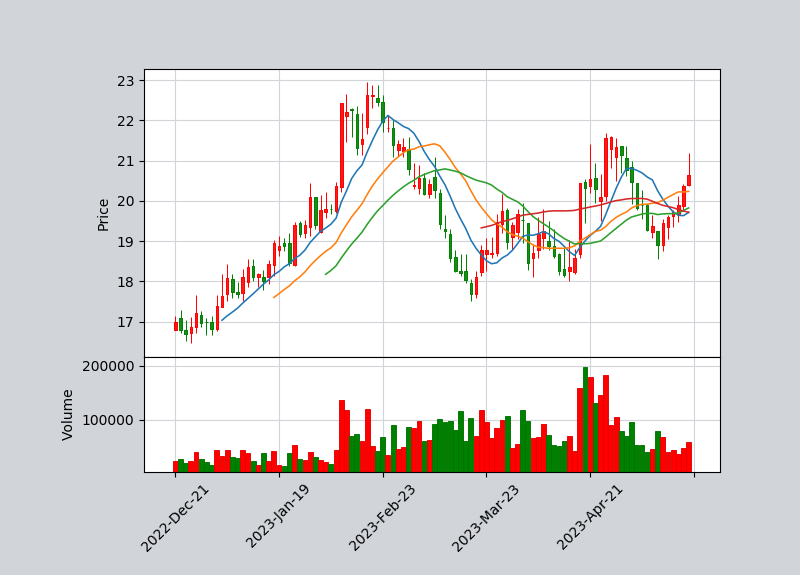 23
22
21
20
19
18
17
Price
200000
100000
Volume
2022-Dec-21
2023-Jan-19
2023-Feb-23
2023-Mar-23
2023-Apr-21